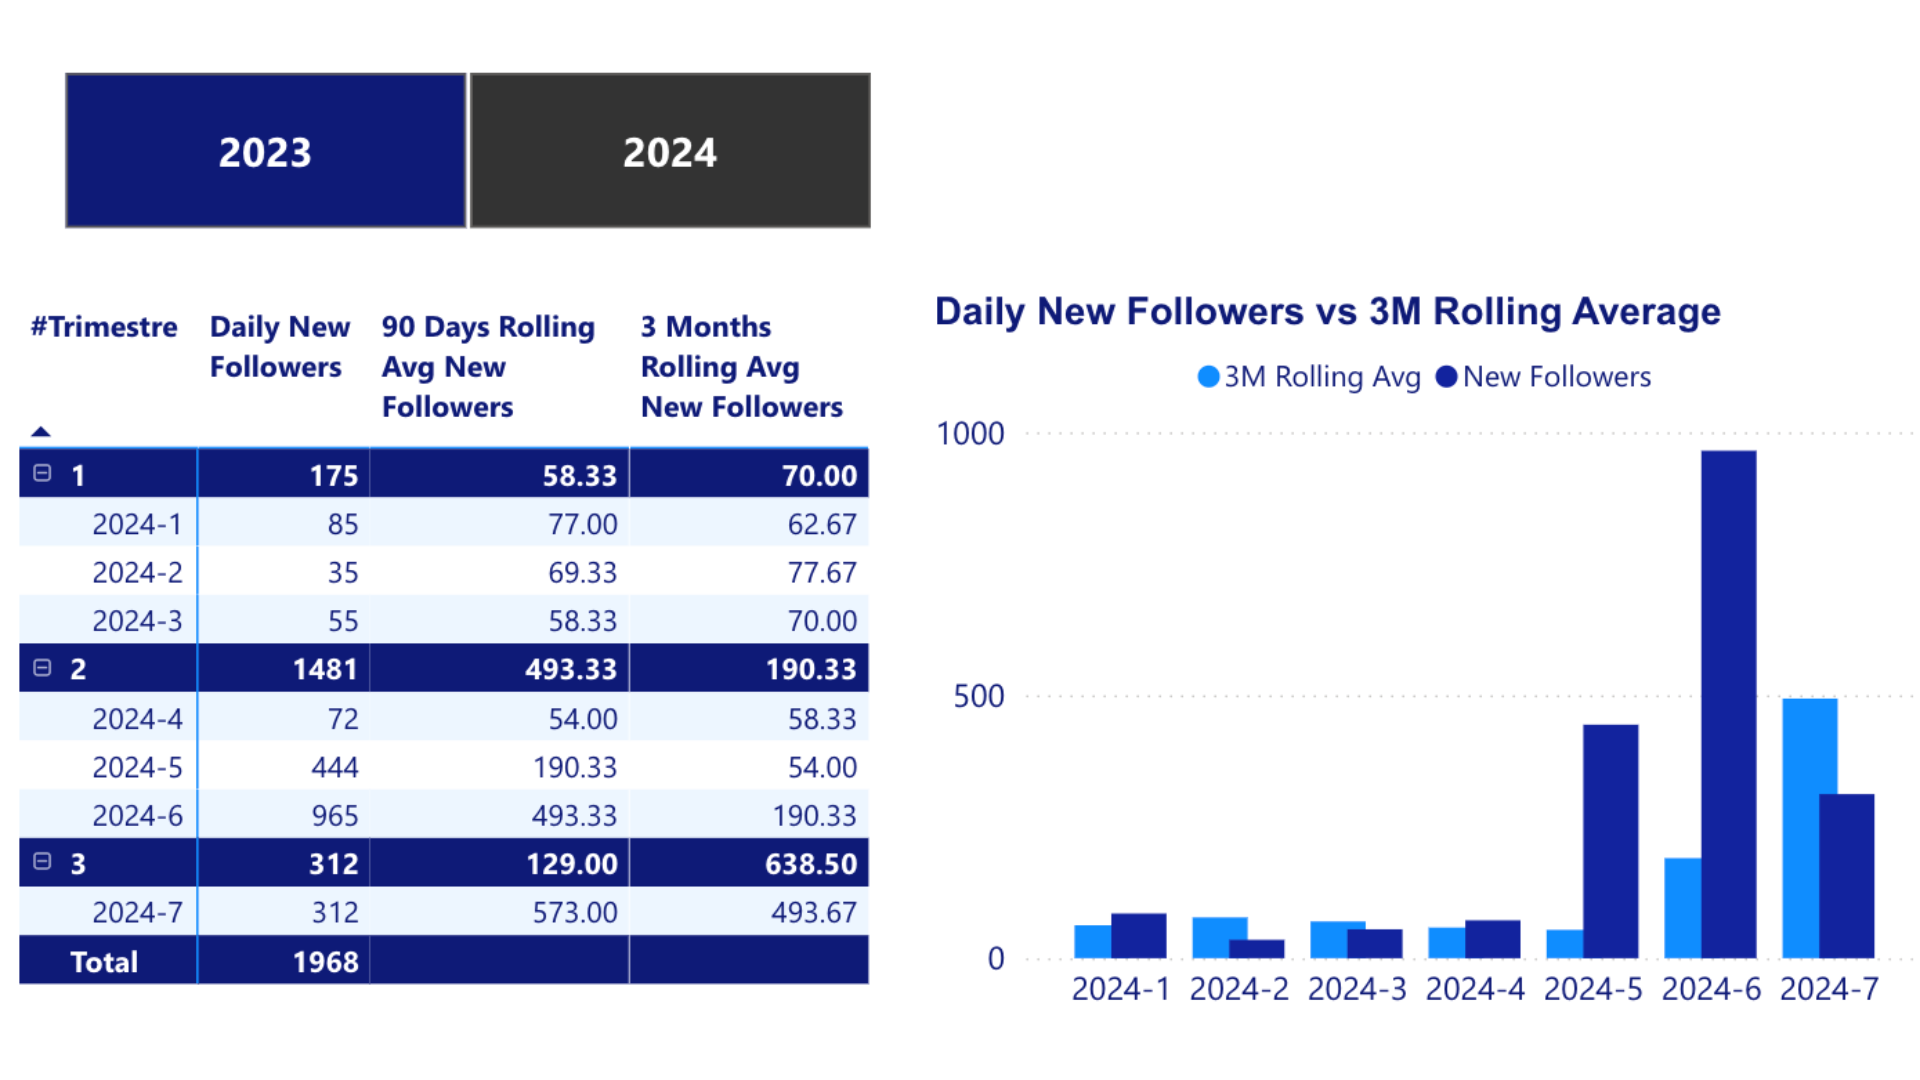 2023
2024
#Trimestre Daily New Followers 90 Days Rolling Avg New Followers 3 Months Rolling Avg New Followers
1 175 58.33 70.00
2024-1 85 77.00 62.67
2024-2 35 69.33 77.67
2024-3 55 58.33 70.00
2 1481 493.33 190.33
2024-4 72 54.00 58.33
2024-5 444 190.33 54.00
2024-6 965 493.33 190.33
3 312 129.00 638.50
2024-7 312 573.00 493.67
Total 1968
Daily New Followers vs 3M Rolling Average
3M Rolling Avg New Followers
1000
500
0
2024-1 2024-2 2024-3 2024-4 2024-5 2024-6 2024-7